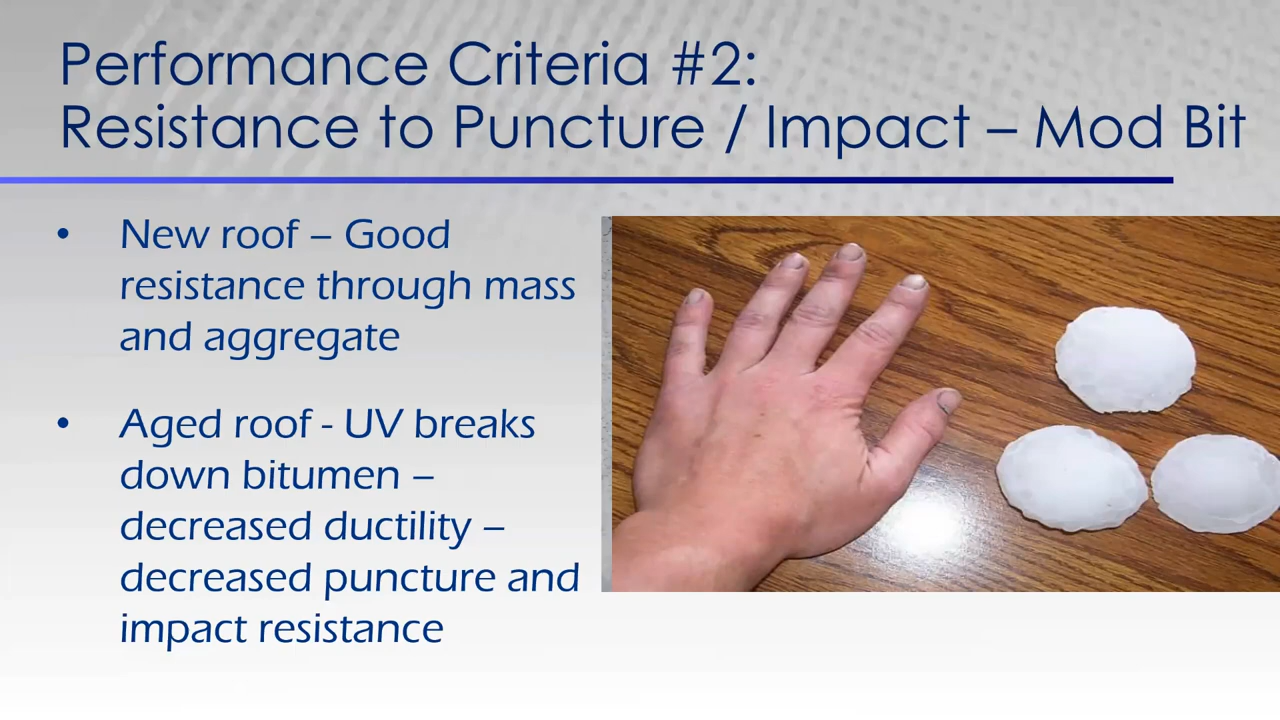 Performance Criteria #2:
Resistance to Puncture / Impact – Mod Bit
• New roof – Good
resistance through mass
and aggregate
• Aged roof - UV breaks
down bitumen –
decreased ductility –
decreased puncture and
impact resistance